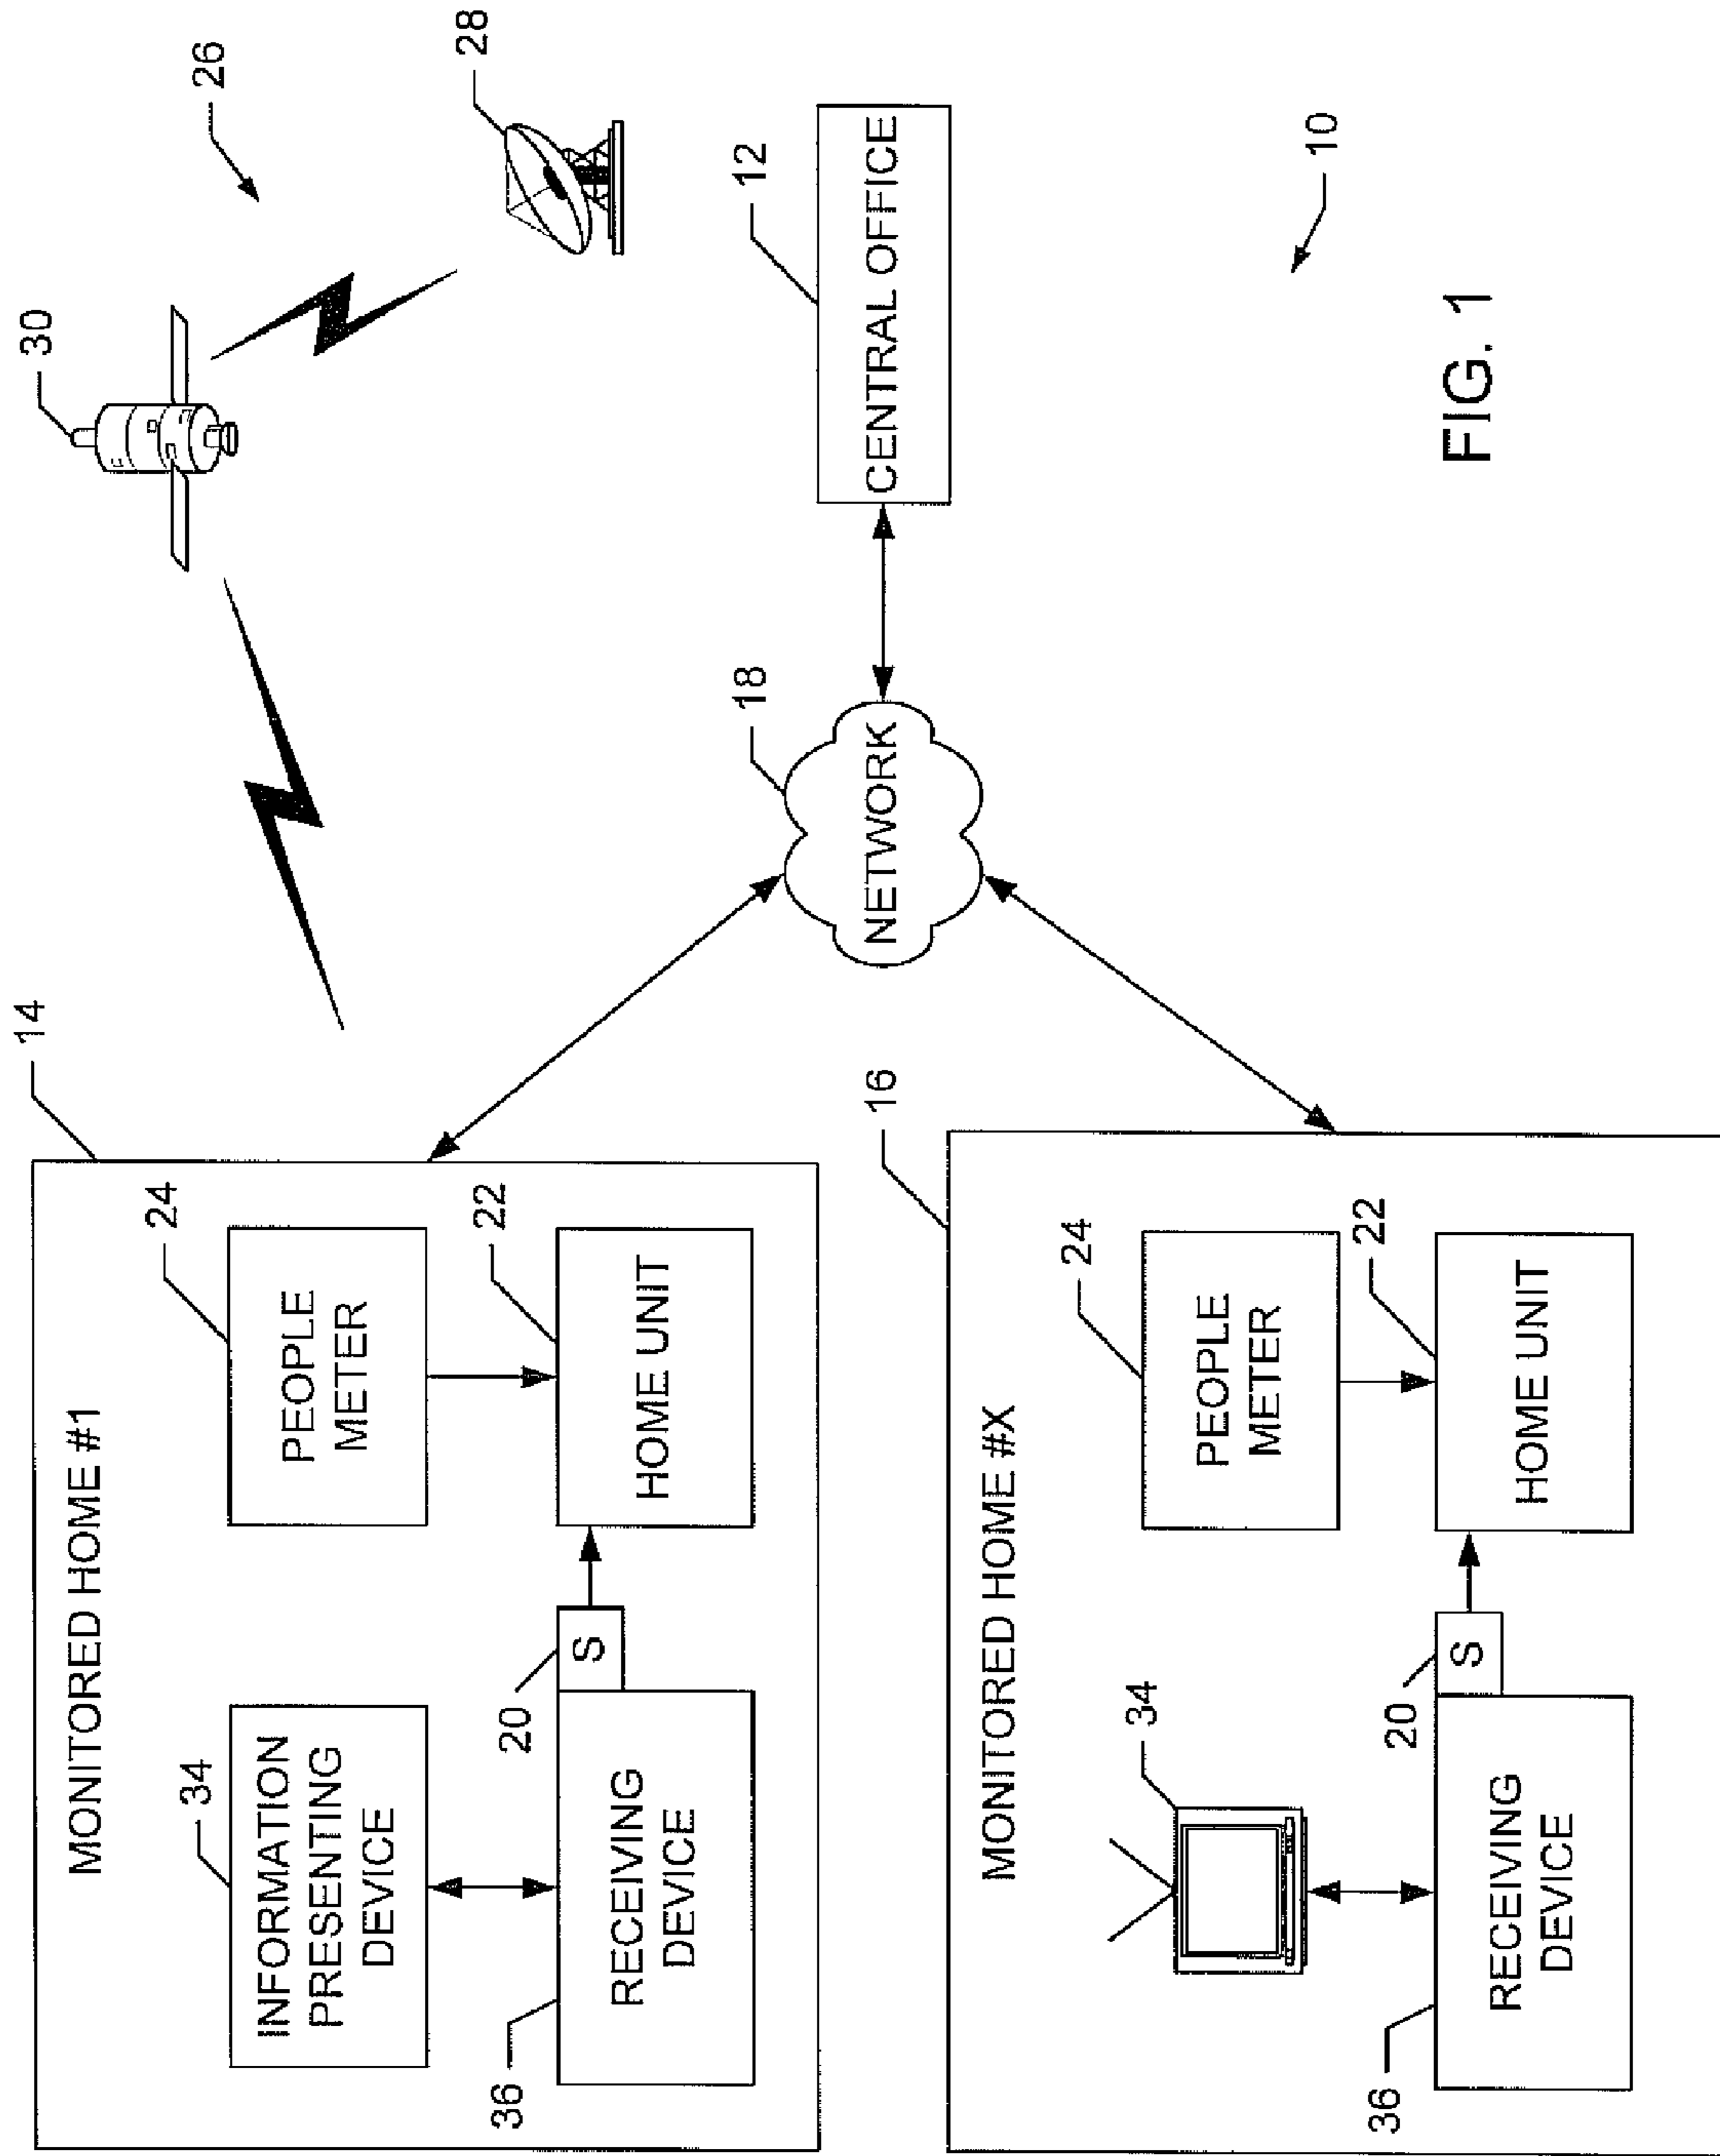 30
26
28
14
MONITORED HOME #1
34
INFORMATION
PRESENTING
DEVICE
24
PEOPLE
METER
36
RECEIVING
DEVICE
20
S
22
HOME UNIT
18
NETWORK
12
CENTRAL OFFICE
16
MONITORED HOME #X
34
24
PEOPLE
METER
36
RECEIVING
DEVICE
20
S
22
HOME UNIT
10
FIG. 1